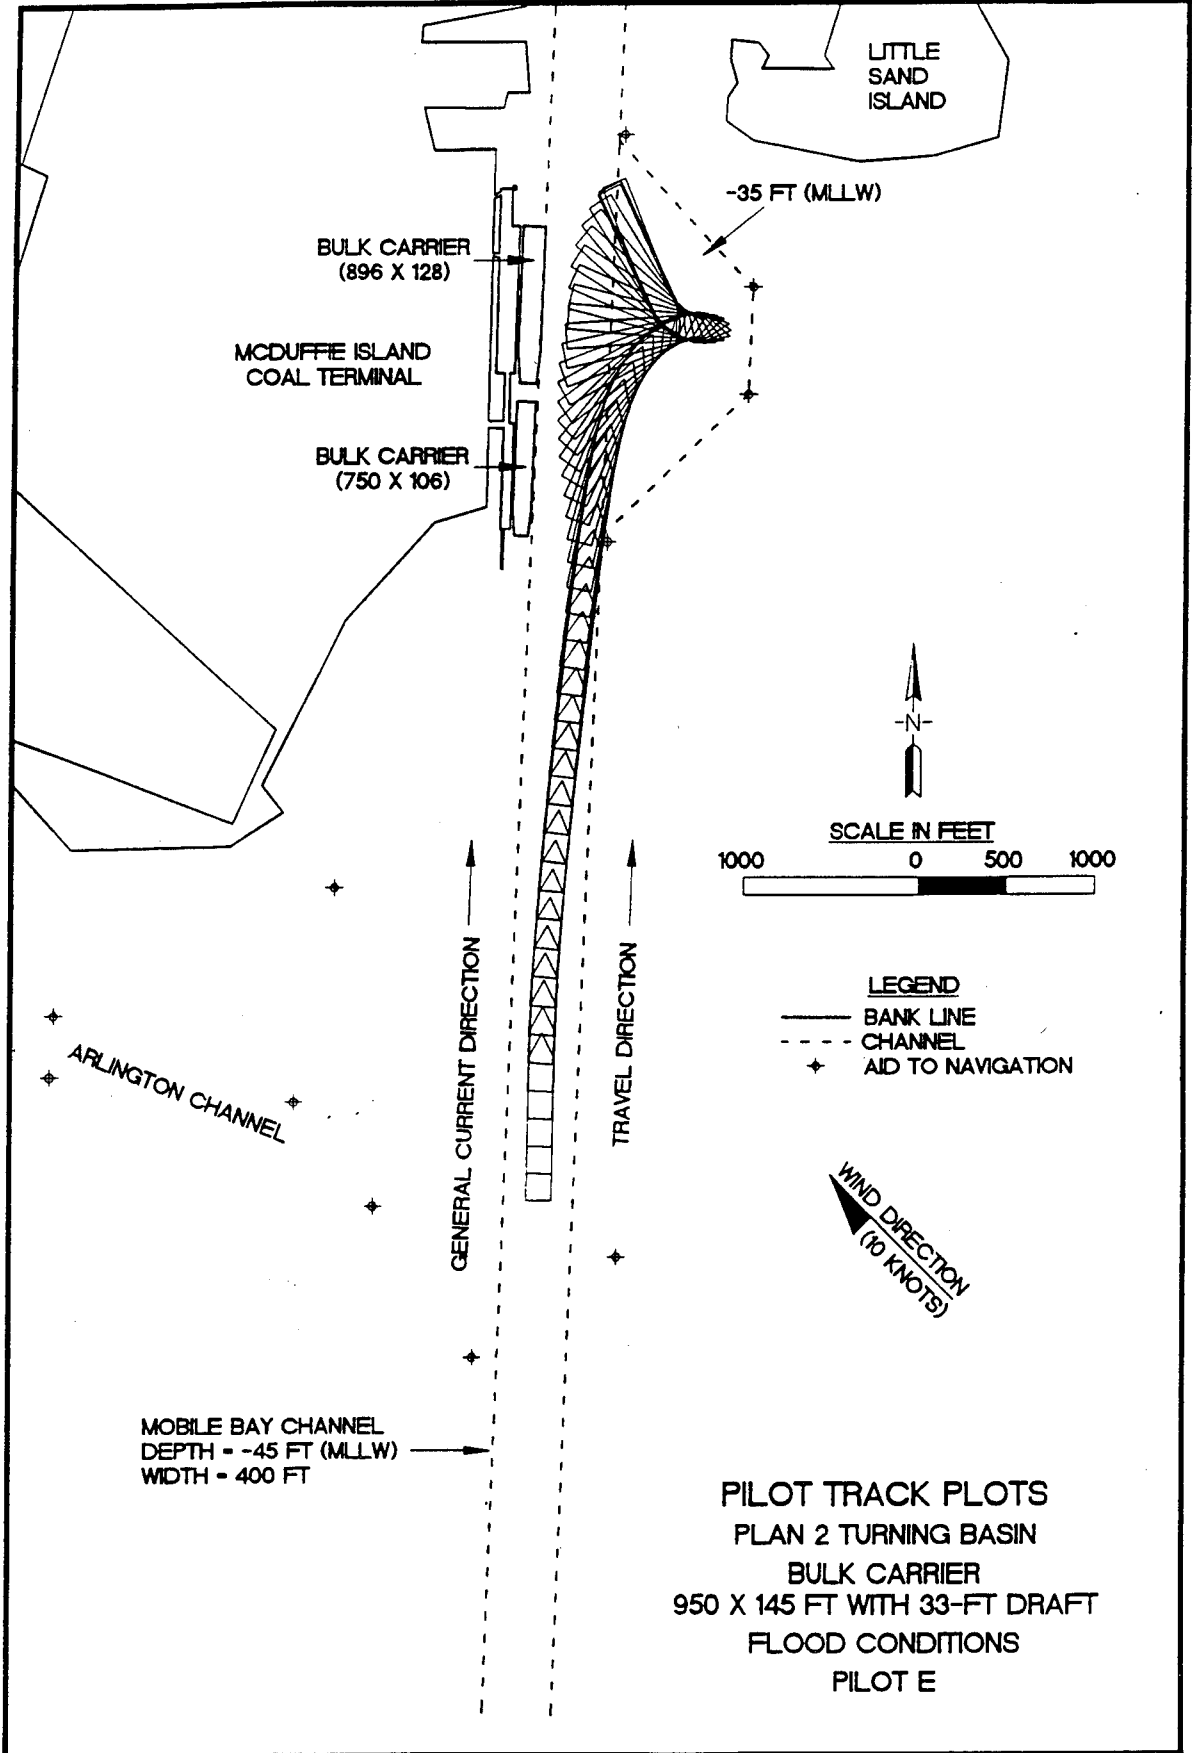 LITTLE
SAND
ISLAND
-35 FT (MLLW)
BULK CARRIER
(896 X 128)
MCDUFFIE ISLAND
COAL TERMINAL
BULK CARRIER
(750 X 106)
-N-
SCALE IN FEET
1000 0 500 1000
GENERAL CURRENT DIRECTION
TRAVEL DIRECTION
LEGEND
BANK LINE
CHANNEL
AID TO NAVIGATION
ARLINGTON CHANNEL
WIND DIRECTION
(10 KNOTS)
MOBILE BAY CHANNEL
DEPTH = -45 FT (MLLW)
WIDTH = 400 FT
PILOT TRACK PLOTS
PLAN 2 TURNING BASIN
BULK CARRIER
950 X 145 FT WITH 33-FT DRAFT
FLOOD CONDITIONS
PILOT E